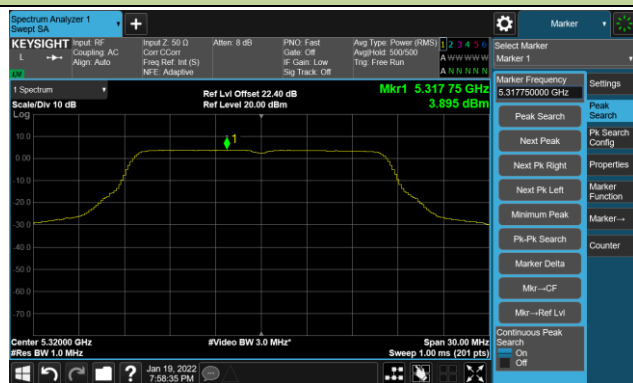 Spectrum Analyzer 1
Swept SA
Marker
KEYSIGHT
L
LW
Input: RF
Coupling: AC
Align: Auto
Input Z: 50 Ω
Corr CCorr
Freq Ref: Int (S)
NFE: Adaptive
Atten: 8 dB
PNO: Fast
Gate: Off
IF Gain: Low
Sig Track: Off
Avg Type: Power (RMS)
Avg|Hold: 500/500
Trig: Free Run
1 2 3 4 5 6
A W W W W W
A N N N N N
Select Marker
Marker 1
1 Spectrum
Scale/Div 10 dB
Log
Ref Lvl Offset 22.40 dB
Ref Level 20.00 dBm
Mkr1 5.317 75 GHz
3.895 dBm
1
10.0
0.00
-10.0
-20.0
-30.0
-40.0
-50.0
-60.0
-70.0
Center 5.32000 GHz
#Res BW 1.0 MHz
#Video BW 3.0 MHz*
Span 30.00 MHz
Sweep 1.00 ms (201 pts)
Marker Frequency
5.317750000 GHz
Peak Search
Next Peak
Next Pk Right
Next Pk Left
Minimum Peak
Pk-Pk Search
Marker Delta
Mkr→CF
Mkr→Ref Lvl
Continuous Peak
Search
On
Off
Settings
Peak
Search
Pk Search
Config
Properties
Marker
Function
Marker→
Counter
?
Jan 19, 2022
7:58:35 PM